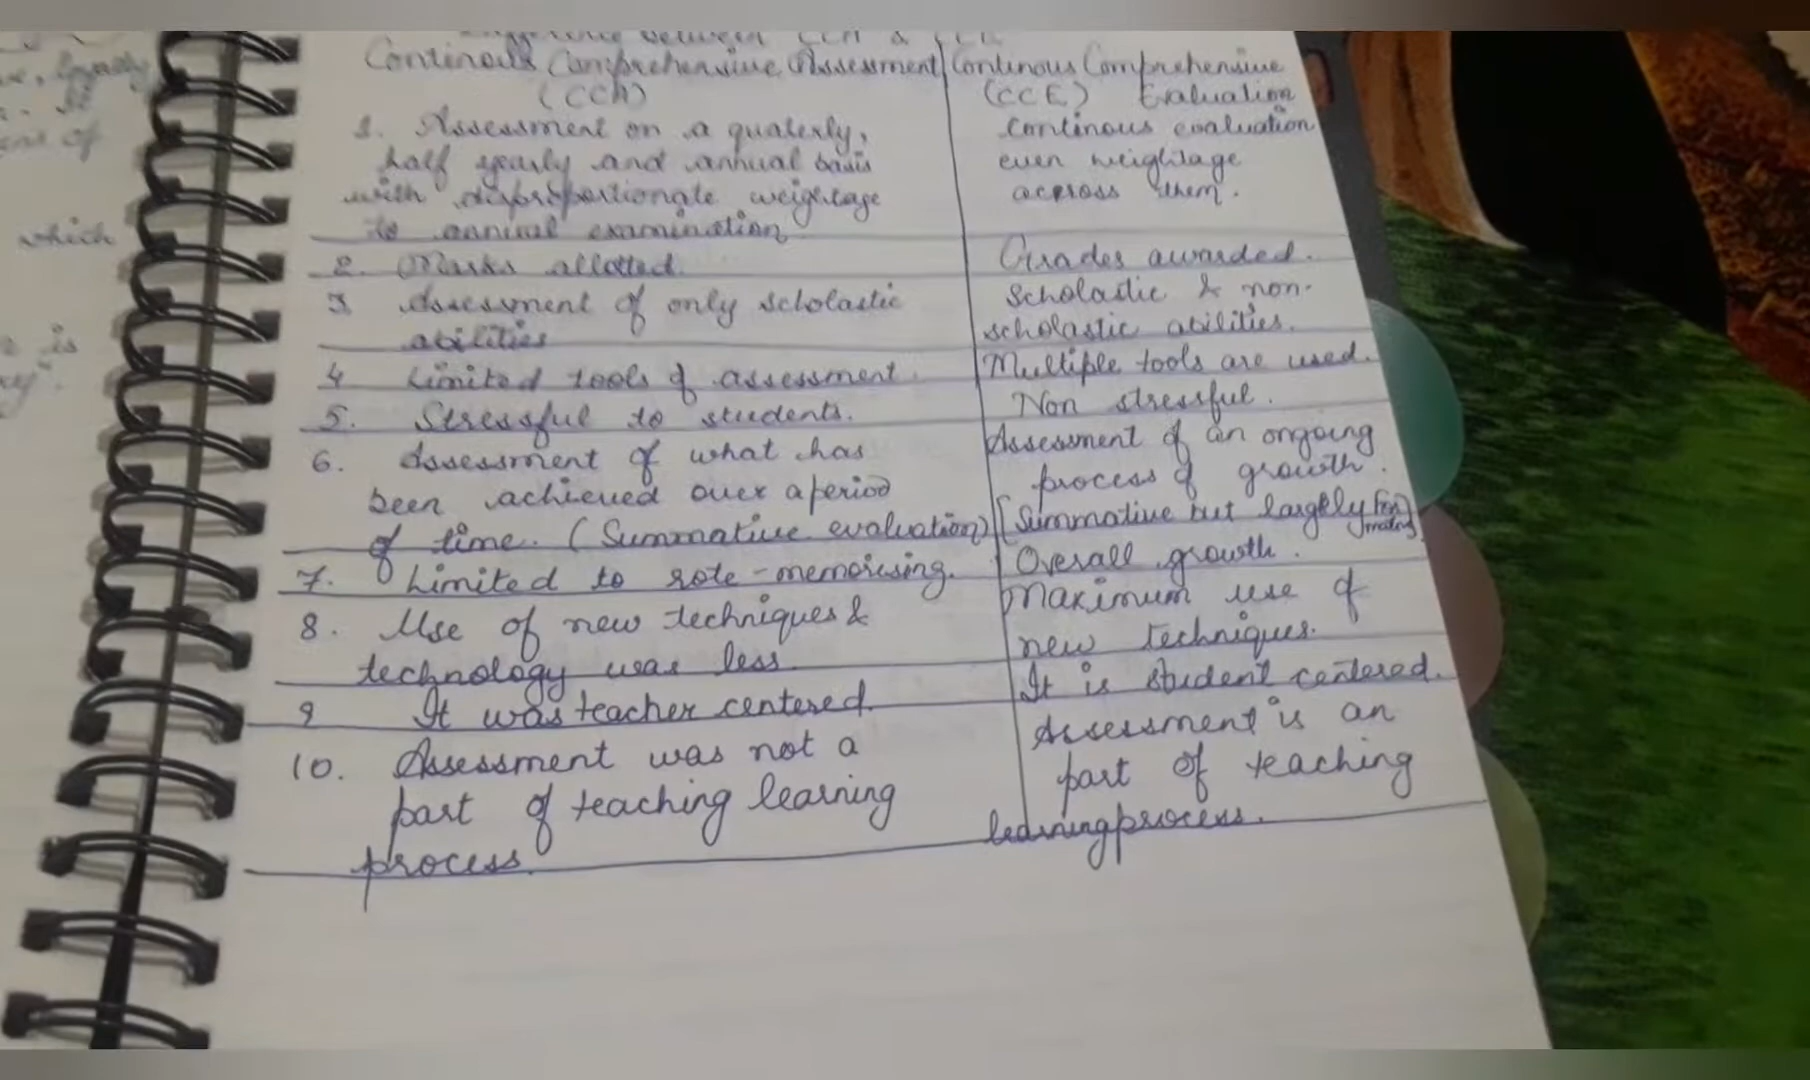 Difference between CCA & CCE
Continous Comprehensive Assessment
(CCA)
Continous Comprehensive
(CCE) Evaluation
1. Assessment on a quaterly,
half yearly and annual basis
with disproportionate weightage
to annual examination
Continous evaluation
even weightage
across them.
2. Marks allotted.
Grades awarded.
3 Assessment of only scholastic
abilities
Scholastic & non-
scholastic abilities.
4 Limited tools of assessment.
Multiple tools are used.
5. Stressful to students.
Non stressful.
6. Assessment of what has
been achieved over a period
of time. (Summative evaluation)
Assessment of an ongoing
process of growth.
(Summative but largely
7. Limited to rote-memorising.
Overall growth.
8. Use of new techniques &
technology was less
Maximum use of
new techniques.
9 It was teacher centered.
It is student centered.
10. Assessment was not a
part of teaching learning
process.
Assessment is an
part of teaching
learning process.
which
is